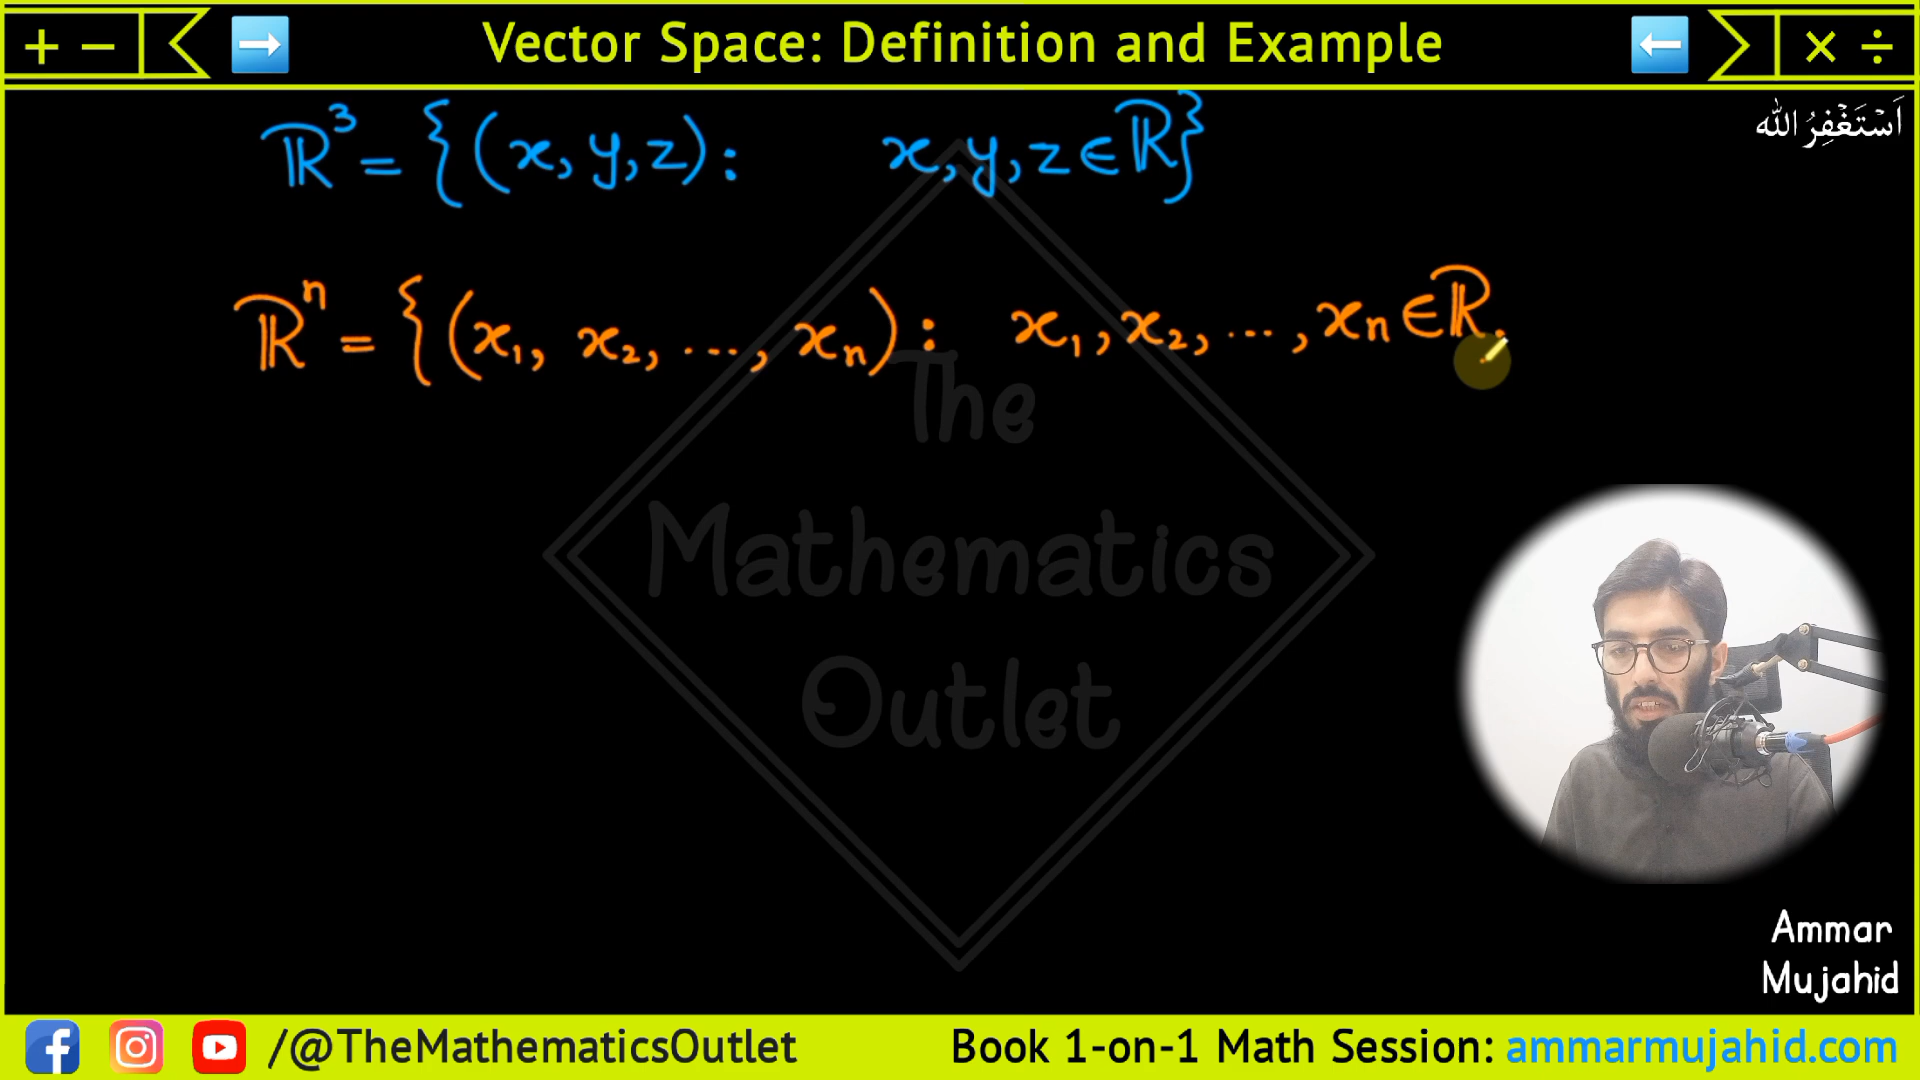 + − Vector Space: Definition and Example × ÷
اَسْتَغْفِرُ الله
ℝ³ = {(x, y, z): x, y, z ∈ ℝ}
ℝⁿ = {(x₁, x₂, ..., xₙ): x₁, x₂, ..., xₙ ∈ ℝ.
The
Mathematics
Outlet
Ammar
Mujahid
/@TheMathematicsOutlet Book 1-on-1 Math Session: ammarmujahid.com